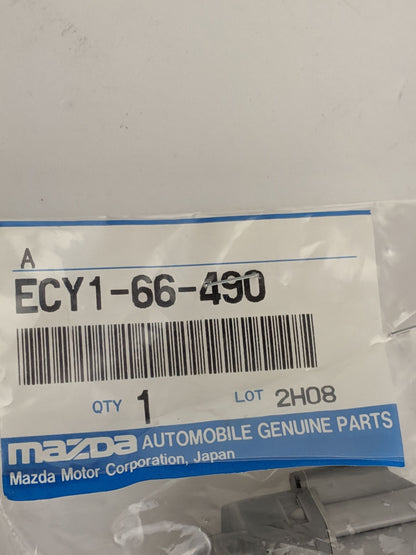 A
ECY1-66-490
QTY 1 LOT 2H08
mazda AUTOMOBILE GENUINE PARTS
Mazda Motor Corporation, Japan